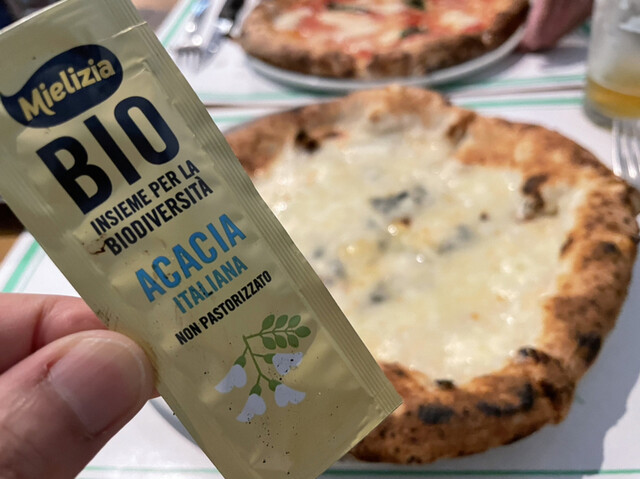 Mielizia
BIO
INSIEME PER LA
BIODIVERSITÀ
ACACIA
ITALIANA
NON PASTORIZZATO